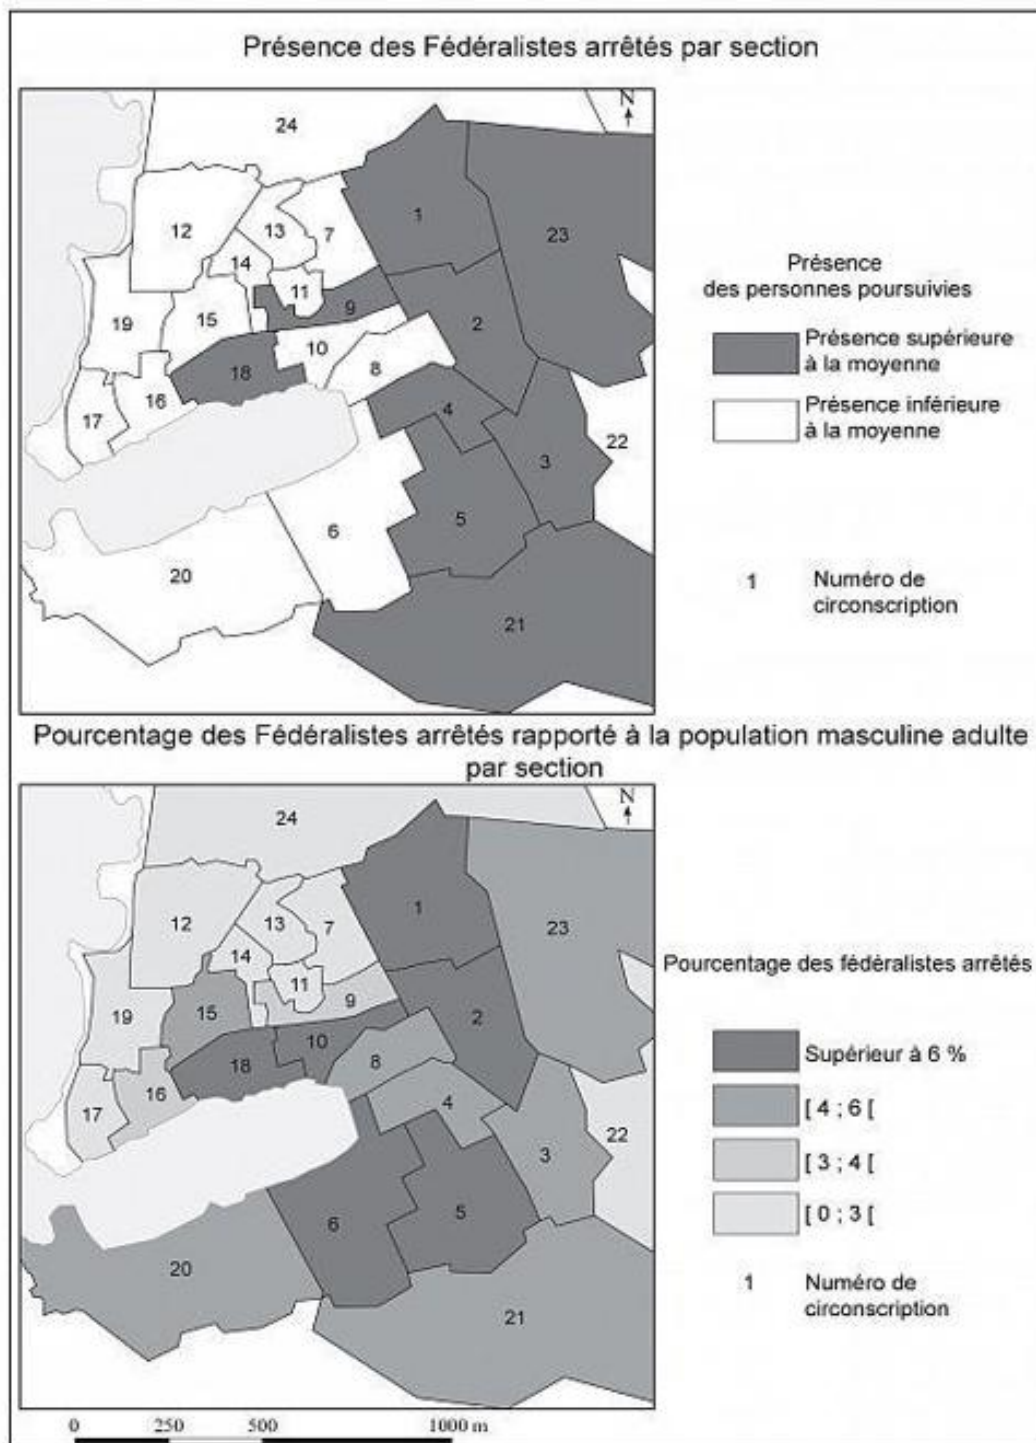 Présence des Fédéralistes arrêtés par section
N
24
12
13
7
1
23
14
11
9
2
19
15
10
18
8
16
17
4
22
3
6
5
20
21
Présence
des personnes poursuivies
Présence supérieure
à la moyenne
Présence inférieure
à la moyenne
1 Numéro de
circonscription
Pourcentage des Fédéralistes arrêtés rapporté à la population masculine adulte
par section
N
24
12
13
7
1
23
14
11
9
2
19
15
10
18
8
16
17
4
22
3
6
5
20
21
Pourcentage des fédéralistes arrêtés
Supérieur à 6 %
[ 4 ; 6 [
[ 3 ; 4 [
[ 0 ; 3 [
1 Numéro de
circonscription
0 250 500 1000 m